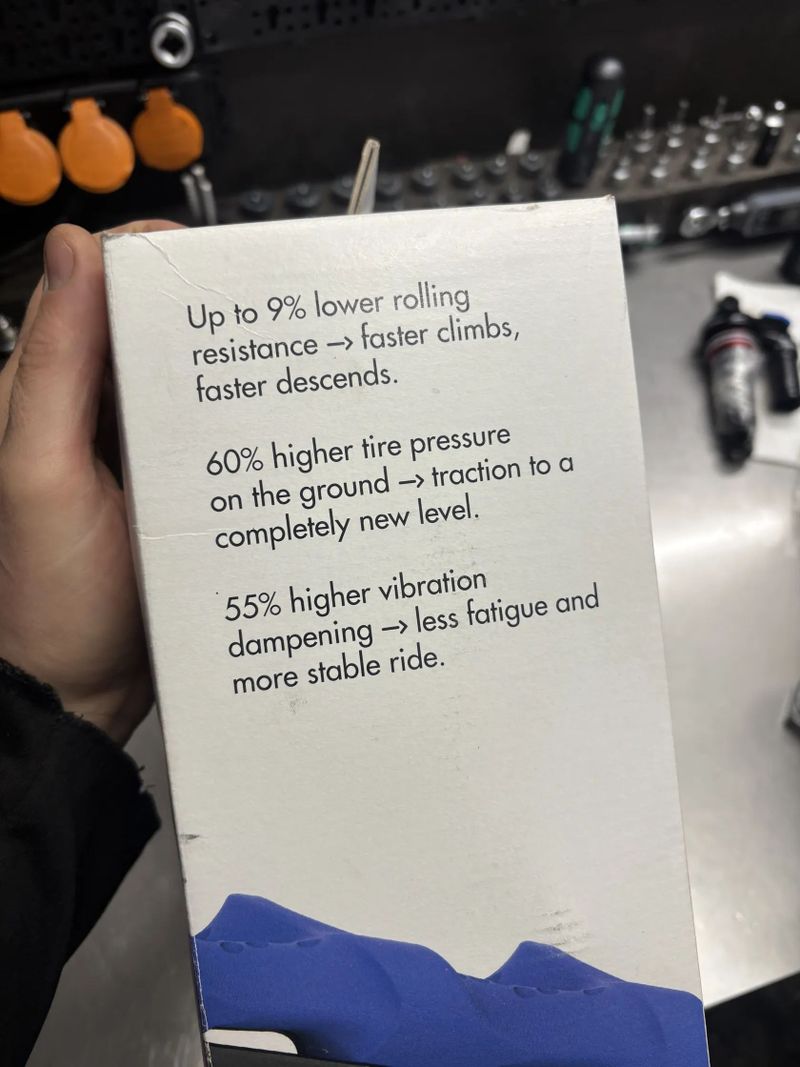 Up to 9% lower rolling
resistance –> faster climbs,
faster descends.
60% higher tire pressure
on the ground –> traction to a
completely new level.
55% higher vibration
dampening –> less fatigue and
more stable ride.